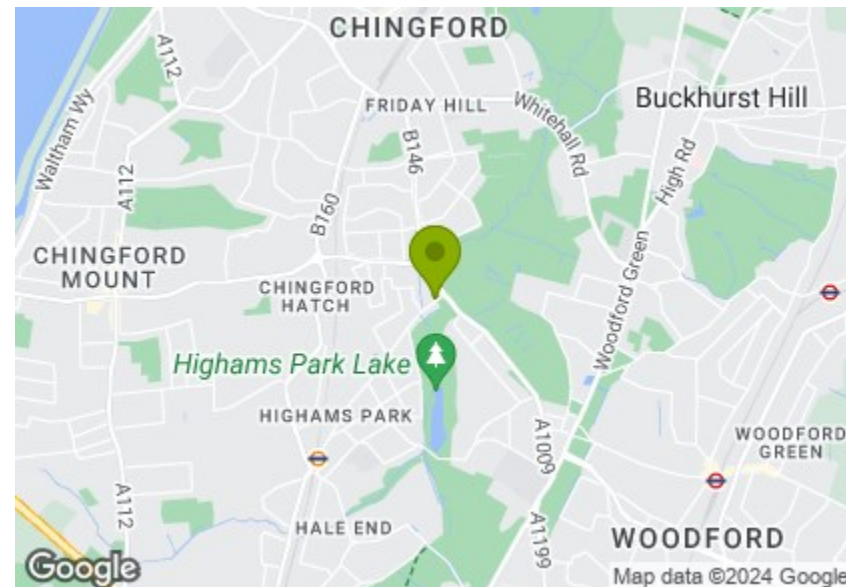 CHINGFORD
A112
FRIDAY HILL
Whitehall Rd
Buckhurst Hill
Waltham Wy
B146
High Rd
A112
B160
CHINGFORD
MOUNT
CHINGFORD
HATCH
Woodford Green
Highams Park Lake
HIGHAMS PARK
A1009
WOODFORD
GREEN
A112
HALE END
A1199
WOODFORD
Google
Map data ©2024 Google